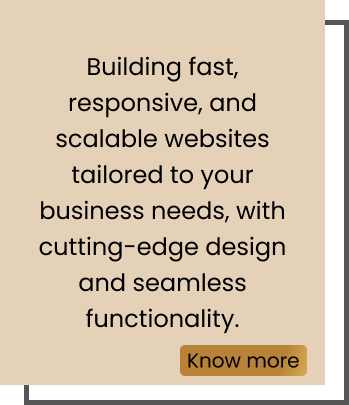 Building fast,
responsive, and
scalable websites
tailored to your
business needs, with
cutting-edge design
and seamless
functionality.
Know more